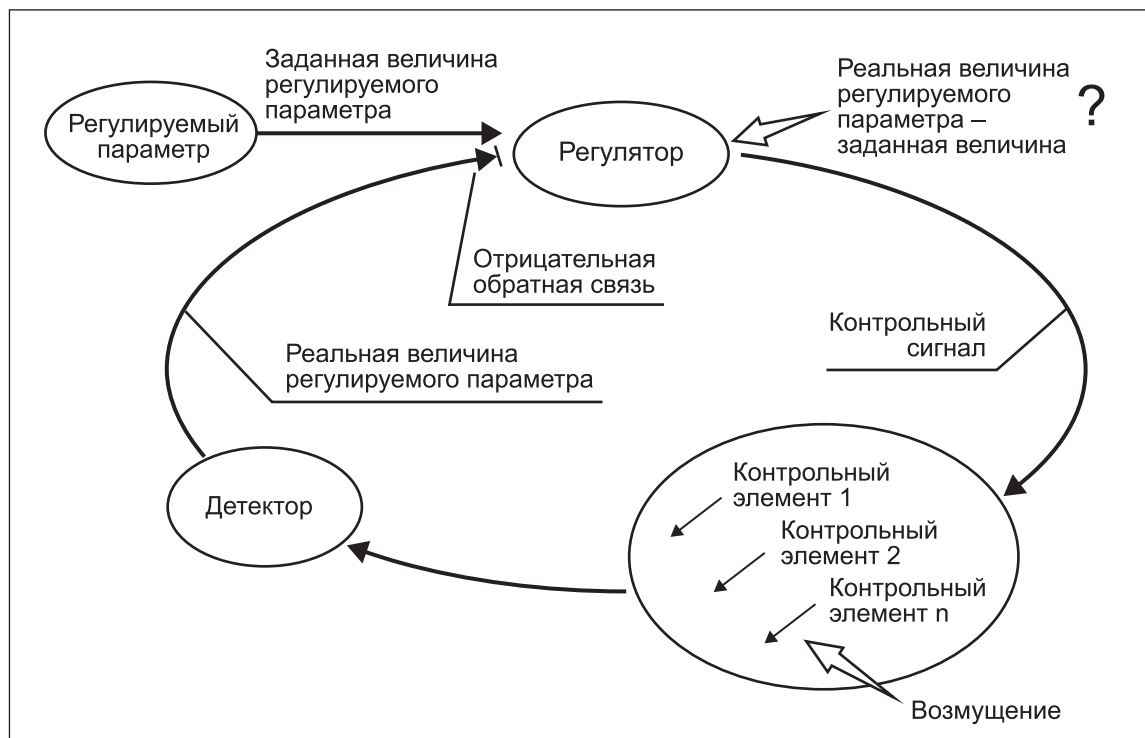 Заданная величина
регулируемого
параметра
Регулируемый
параметр
Регулятор
Реальная величина
регулируемого
параметра –
заданная величина
?
Отрицательная
обратная связь
Контрольный
сигнал
Реальная величина
регулируемого параметра
Детектор
Контрольный
элемент 1
Контрольный
элемент 2
Контрольный
элемент n
Возмущение